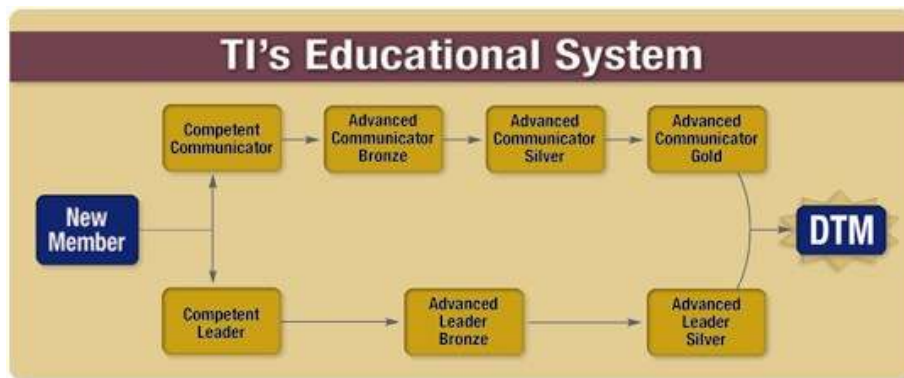 TI's Educational System
Competent
Communicator
Advanced
Communicator
Bronze
Advanced
Communicator
Silver
Advanced
Communicator
Gold
New
Member
DTM
Competent
Leader
Advanced
Leader
Bronze
Advanced
Leader
Silver